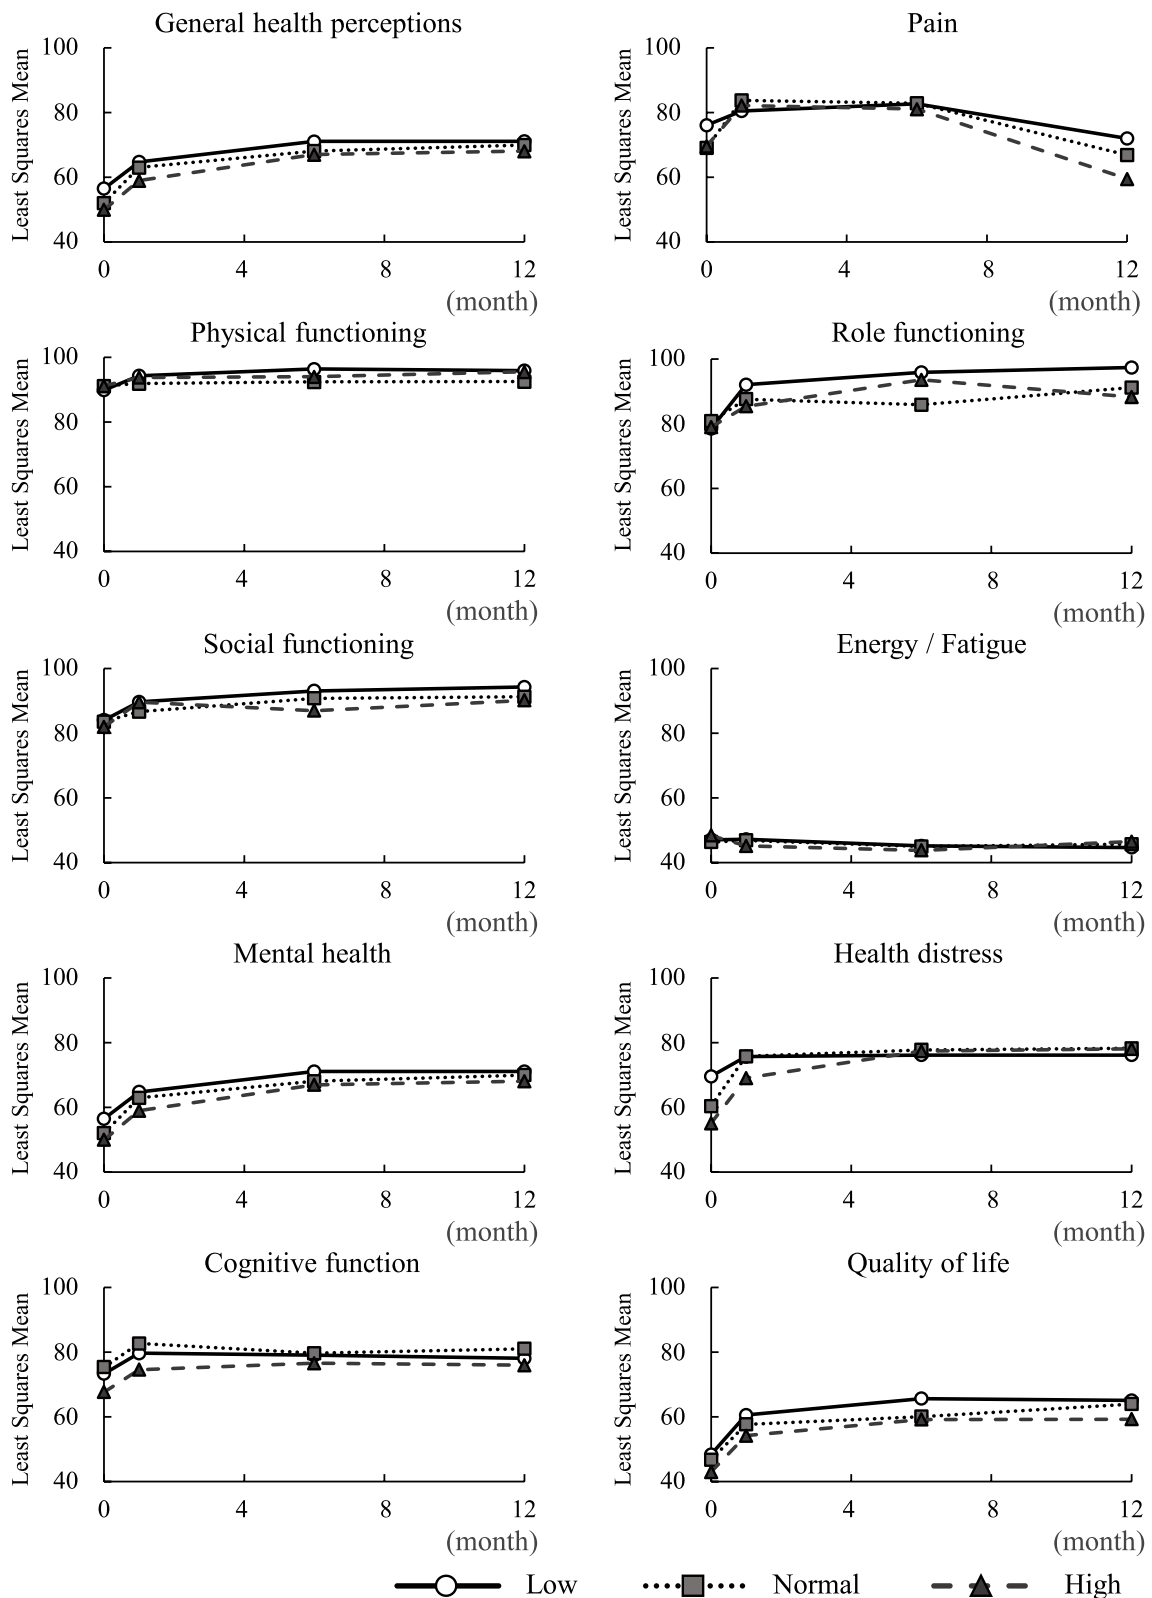 General health perceptions
Least Squares Mean
100
80
60
40
0 4 8 12
(month)
Pain
Least Squares Mean
100
80
60
40
0 4 8 12
(month)
Physical functioning
Least Squares Mean
100
80
60
40
0 4 8 12
(month)
Role functioning
Least Squares Mean
100
80
60
40
0 4 8 12
(month)
Social functioning
Least Squares Mean
100
80
60
40
0 4 8 12
(month)
Energy / Fatigue
Least Squares Mean
100
80
60
40
0 4 8 12
(month)
Mental health
Least Squares Mean
100
80
60
40
0 4 8 12
(month)
Health distress
Least Squares Mean
100
80
60
40
0 4 8 12
(month)
Cognitive function
Least Squares Mean
100
80
60
40
0 4 8 12
(month)
Quality of life
Least Squares Mean
100
80
60
40
0 4 8 12
(month)
Low Normal High